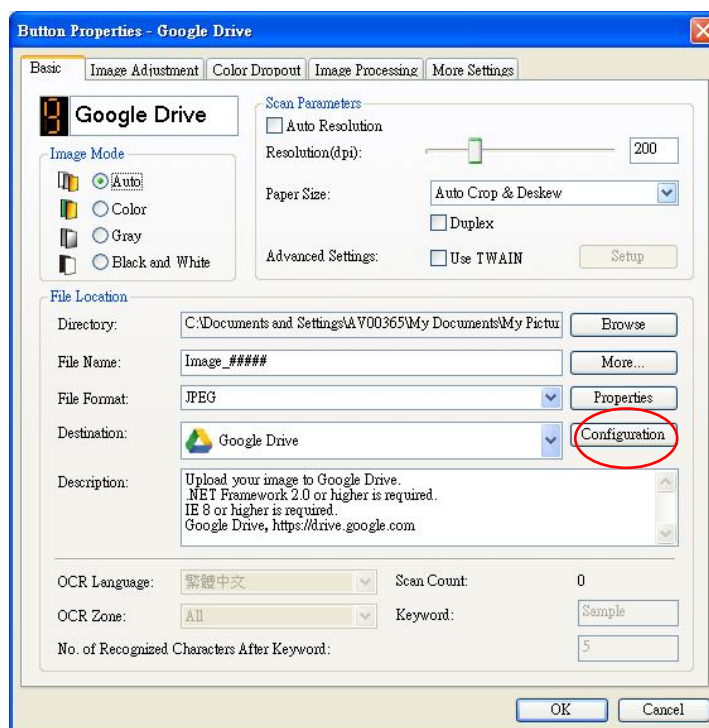 Button Properties - Google Drive
Basic Image Adjustment Color Dropout Image Processing More Settings
9 Google Drive
Scan Parameters
Auto Resolution
Resolution(dpi): 200
Paper Size: Auto Crop & Deskew
Duplex
Advanced Settings: Use TWAIN Setup
Image Mode
Auto
Color
Gray
Black and White
File Location
Directory: C:\Documents and Settings\AV00365\My Documents\My Pictur Browse
File Name: Image_##### More...
File Format: JPEG Properties
Destination: Google Drive Configuration
Description: Upload your image to Google Drive.
.NET Framework 2.0 or higher is required.
IE 8 or higher is required.
Google Drive, https://drive.google.com
OCR Language: 繁體中文 Scan Count: 0
OCR Zone: All Keyword: Sample
No. of Recognized Characters After Keyword: 5
OK Cancel